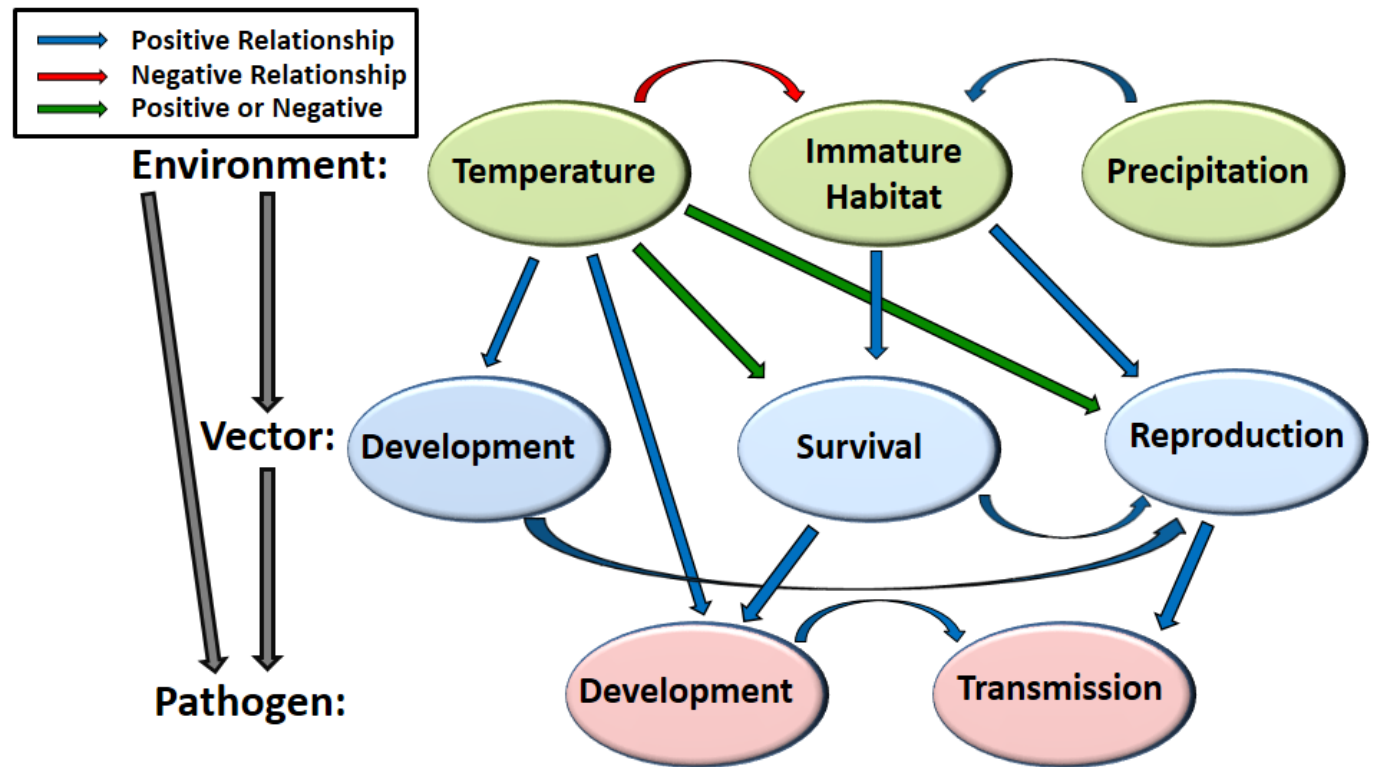 Positive Relationship
Negative Relationship
Positive or Negative
Environment:
Temperature
Immature
Habitat
Precipitation
Vector:
Development
Survival
Reproduction
Pathogen:
Development
Transmission